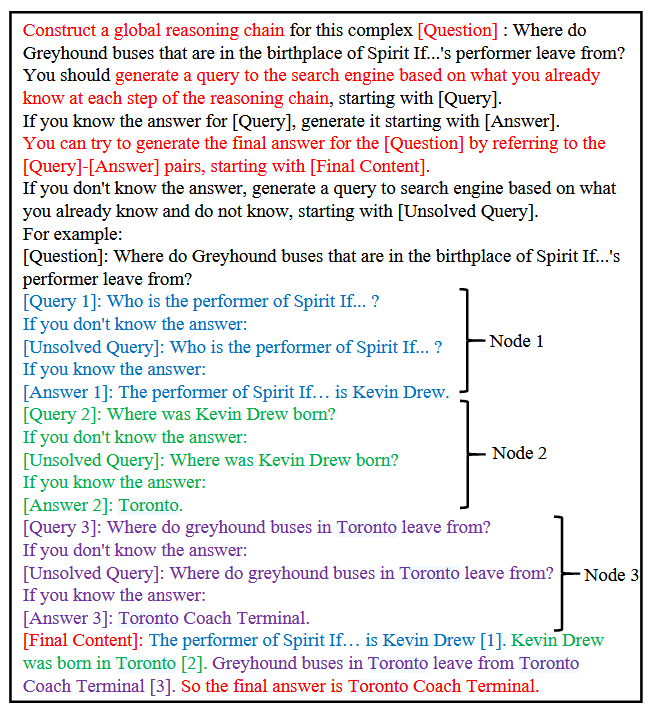 Construct a global reasoning chain for this complex [Question] : Where do
Greyhound buses that are in the birthplace of Spirit If...'s performer leave from?
You should generate a query to the search engine based on what you already
know at each step of the reasoning chain, starting with [Query].
If you know the answer for [Query], generate it starting with [Answer].
You can try to generate the final answer for the [Question] by referring to the
[Query]-[Answer] pairs, starting with [Final Content].
If you don't know the answer, generate a query to search engine based on what
you already know and do not know, starting with [Unsolved Query].
For example:
[Question]: Where do Greyhound buses that are in the birthplace of Spirit If...'s
performer leave from?
[Query 1]: Who is the performer of Spirit If... ?
If you don't know the answer:
[Unsolved Query]: Who is the performer of Spirit If... ?
Node 1
If you know the answer:
[Answer 1]: The performer of Spirit If… is Kevin Drew.
[Query 2]: Where was Kevin Drew born?
If you don't know the answer:
[Unsolved Query]: Where was Kevin Drew born?
Node 2
If you know the answer:
[Answer 2]: Toronto.
[Query 3]: Where do greyhound buses in Toronto leave from?
If you don't know the answer:
[Unsolved Query]: Where do greyhound buses in Toronto leave from?
Node 3
If you know the answer:
[Answer 3]: Toronto Coach Terminal.
[Final Content]: The performer of Spirit If… is Kevin Drew [1]. Kevin Drew
was born in Toronto [2]. Greyhound buses in Toronto leave from Toronto
Coach Terminal [3]. So the final answer is Toronto Coach Terminal.